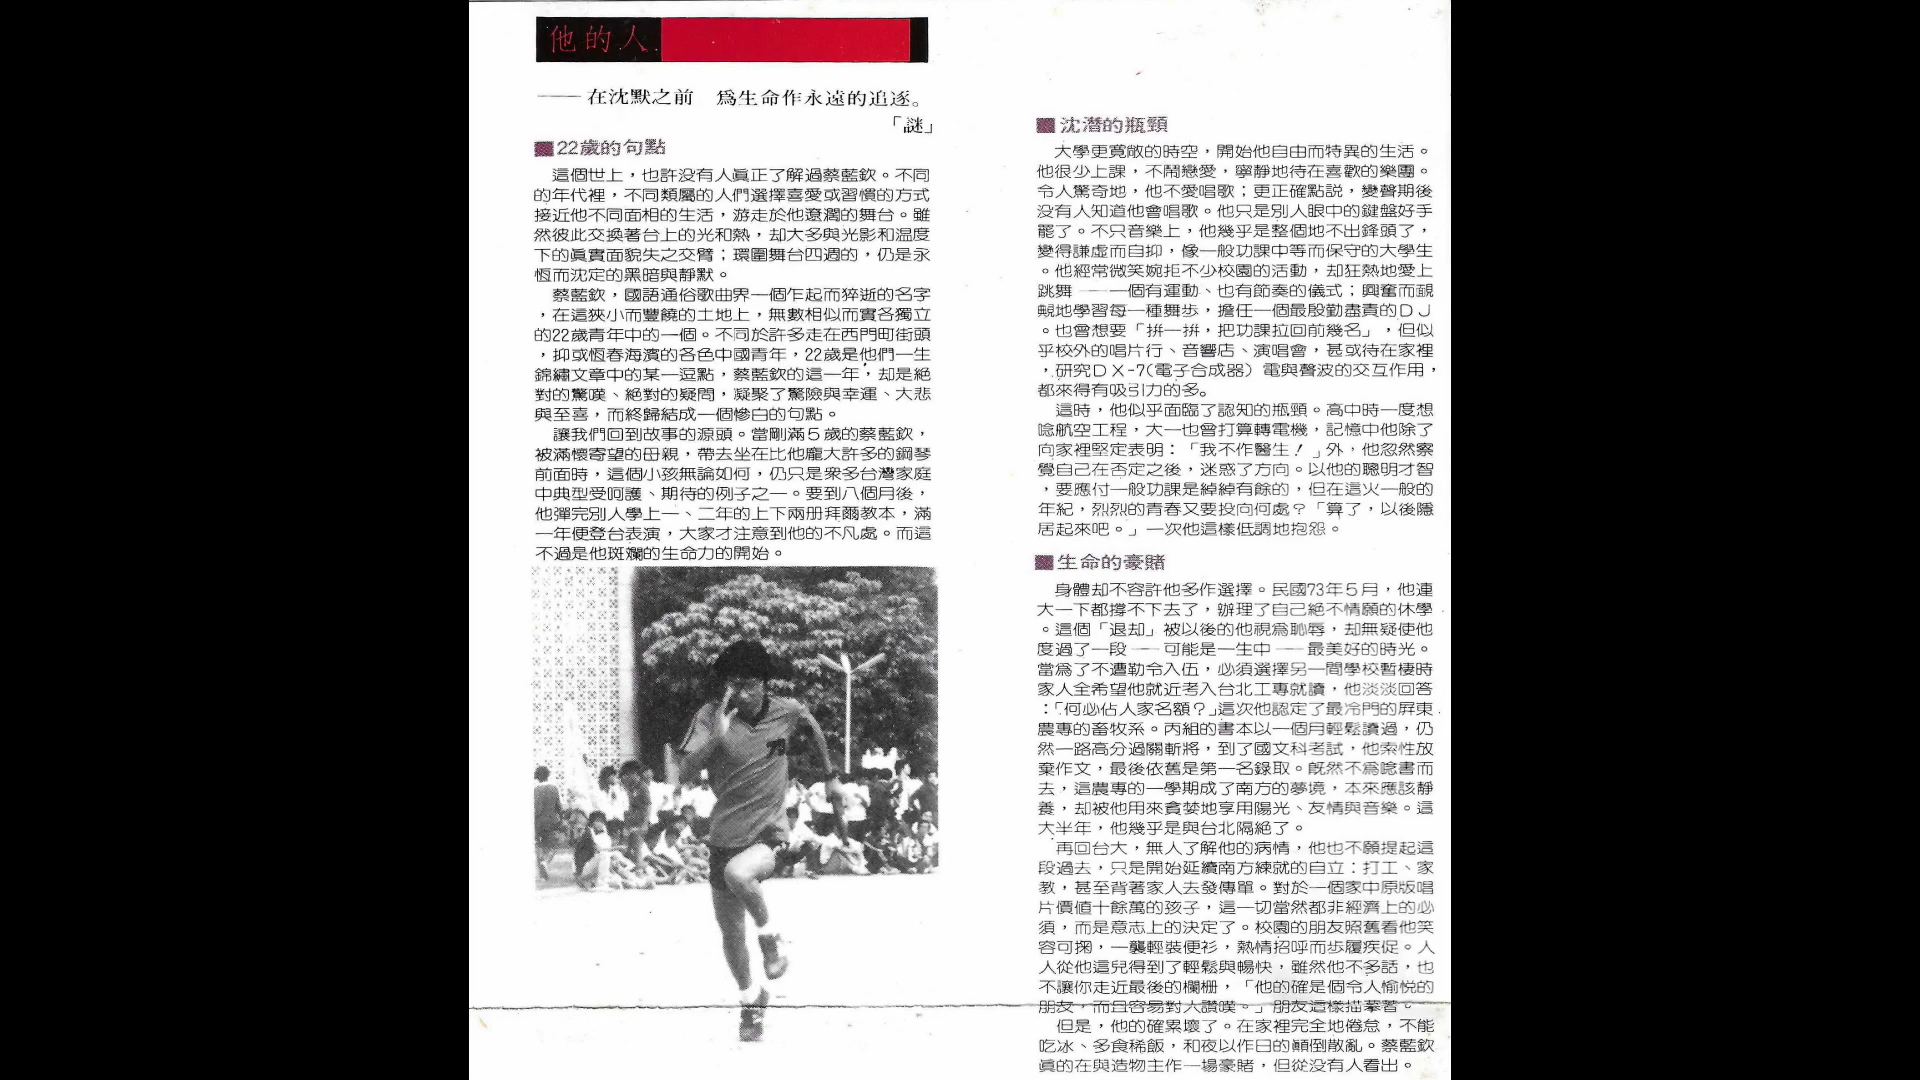 他的人
——在沈默之前　爲生命作永遠的追逐。
「謎」
■22歲的句點
這個世上，也許没有人眞正了解過蔡藍欽。不同
的年代裡，不同類屬的人們選擇喜愛或習慣的方式
接近他不同面相的生活，游走於他遼濶的舞台。雖
然彼此交換著台上的光和熱，却大多與光影和温度
下的眞實面貌失之交臂；環圍舞台四週的，仍是永
恆而沈定的黑暗與靜默。
蔡藍欽，國語通俗歌曲界一個乍起而猝逝的名字
，在這狹小而豐饒的土地上，無數相似而實各獨立
的22歲青年中的一個。不同於許多走在西門町街頭
，抑或恆春海濱的各色中國青年，22歲是他們一生
錦繡文章中的某一逗點，蔡藍欽的這一年，却是絕
對的驚嘆、絕對的疑問，凝聚了驚險與幸運、大悲
與至喜，而終歸結成一個慘白的句點。
讓我們回到故事的源頭。當剛滿５歲的蔡藍欽，
被滿懷寄望的母親，帶去坐在比他龐大許多的鋼琴
前面時，這個小孩無論如何，仍只是衆多台灣家庭
中典型受呵護、期待的例子之一。要到八個月後，
他彈完別人學上一、二年的上下兩册拜爾教本，滿
一年便登台表演，大家才注意到他的不凡處。而這
不過是他斑斕的生命力的開始。
■沈潛的瓶頸
大學更寬敞的時空，開始他自由而特異的生活。
他很少上課，不鬧戀愛，寧靜地待在喜歡的樂團。
令人驚奇地，他不愛唱歌；更正確點説，變聲期後
没有人知道他會唱歌。他只是別人眼中的鍵盤好手
罷了。不只音樂上，他幾乎是整個地不出鋒頭了，
變得謙虛而自抑，像一般功課中等而保守的大學生
。他經常微笑婉拒不少校園的活動，却狂熱地愛上
跳舞——一個有運動、也有節奏的儀式；興奮而靦
覥地學習每一種舞步，擔任一個最殷勤盡責的ＤＪ
。也曾想要「拼一拼，把功課拉回前幾名」，但似
乎校外的唱片行、音響店、演唱會，甚或待在家裡
，研究ＤＸ-7(電子合成器）電與聲波的交互作用，
都來得有吸引力的多。
這時，他似乎面臨了認知的瓶頸。高中時一度想
唸航空工程，大一也曾打算轉電機，記憶中他除了
向家裡堅定表明：「我不作醫生！」外，他忽然察
覺自己在否定之後，迷惑了方向。以他的聰明才智
，要應付一般功課是綽綽有餘的，但在這火一般的
年紀，烈烈的青春又要投向何處？「算了，以後隱
居起來吧。」一次他這樣低調地抱怨。
■生命的豪賭
身體却不容許他多作選擇。民國73年５月，他連
大一下都撐不下去了，辦理了自己絕不情願的休學
。這個「退却」被以後的他視爲恥辱，却無疑使他
度過了一段——可能是一生中——最美好的時光。
當爲了不遭勒令入伍，必須選擇另一間學校暫棲時
家人全希望他就近考入台北工專就讀，他淡淡回答
：「何必佔人家名額？」這次他認定了最冷門的屏東
農專的畜牧系。丙組的書本以一個月輕鬆讀過，仍
然一路高分過關斬將，到了國文科考試，他索性放
棄作文，最後依舊是第一名錄取。旣然不爲唸書而
去，這農專的一學期成了南方的夢境，本來應該靜
養，却被他用來貪婪地享用陽光、友情與音樂。這
大半年，他幾乎是與台北隔絕了。
再回台大，無人了解他的病情，他也不願提起這
段過去，只是開始延續南方練就的自立：打工、家
教，甚至背著家人去發傳單。對於一個家中原版唱
片價值十餘萬的孩子，這一切當然都非經濟上的必
須，而是意志上的決定了。校園的朋友照舊看他笑
容可掬，一襲輕裝便衫，熱情招呼而步履疾促。人
人從他這兒得到了輕鬆與暢快，雖然他不多話，也
不讓你走近最後的欄柵，「他的確是個令人愉悅的
朋友，而且容易對人讚嘆。」朋友這樣描摹著。
但是，他的確累壞了。在家裡完全地倦怠，不能
吃冰、多食稀飯，和夜以作日的顚倒散亂。蔡藍欽
眞的在與造物主作一場豪賭，但從没有人看出。